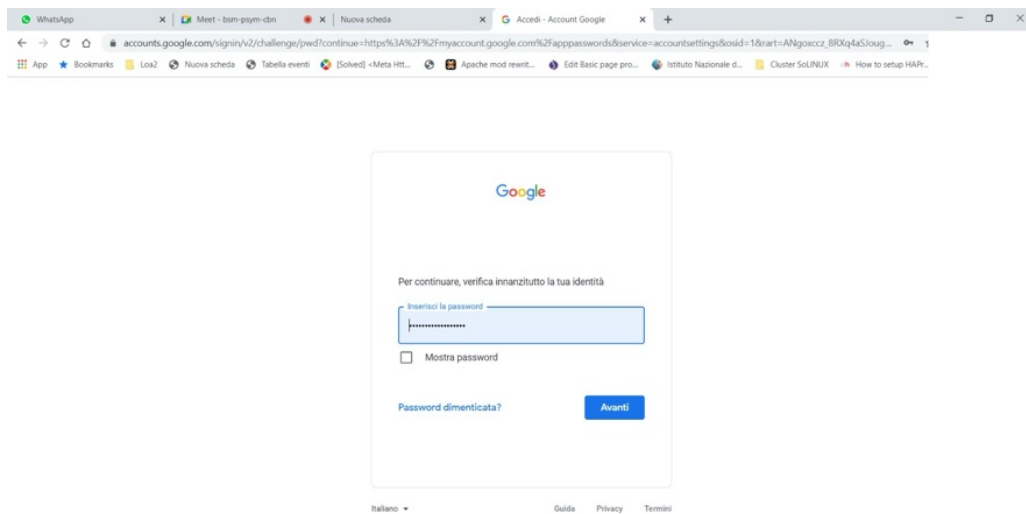 WhatsApp Meet - bsm-psym-cbn Nuova scheda Accedi - Account Google
accounts.google.com/signin/v2/challenge/pwd?continue=https%3A%2F%2Fmyaccount.google.com%2Fapppasswords&service=accountsettings&osid=1&rart=ANgoxccz_8RXq4aSJoug...
App Bookmarks Loa2 Nuova scheda Tabella eventi [Solved] <Meta Htt... Apache mod rewrit... Edit Basic page pro... Istituto Nazionale d... Cluster SoLINUX How to setup HAPr...
Google
Per continuare, verifica innanzitutto la tua identità
Inserisci la password
Mostra password
Password dimenticata? Avanti
Italiano Guida Privacy Termini